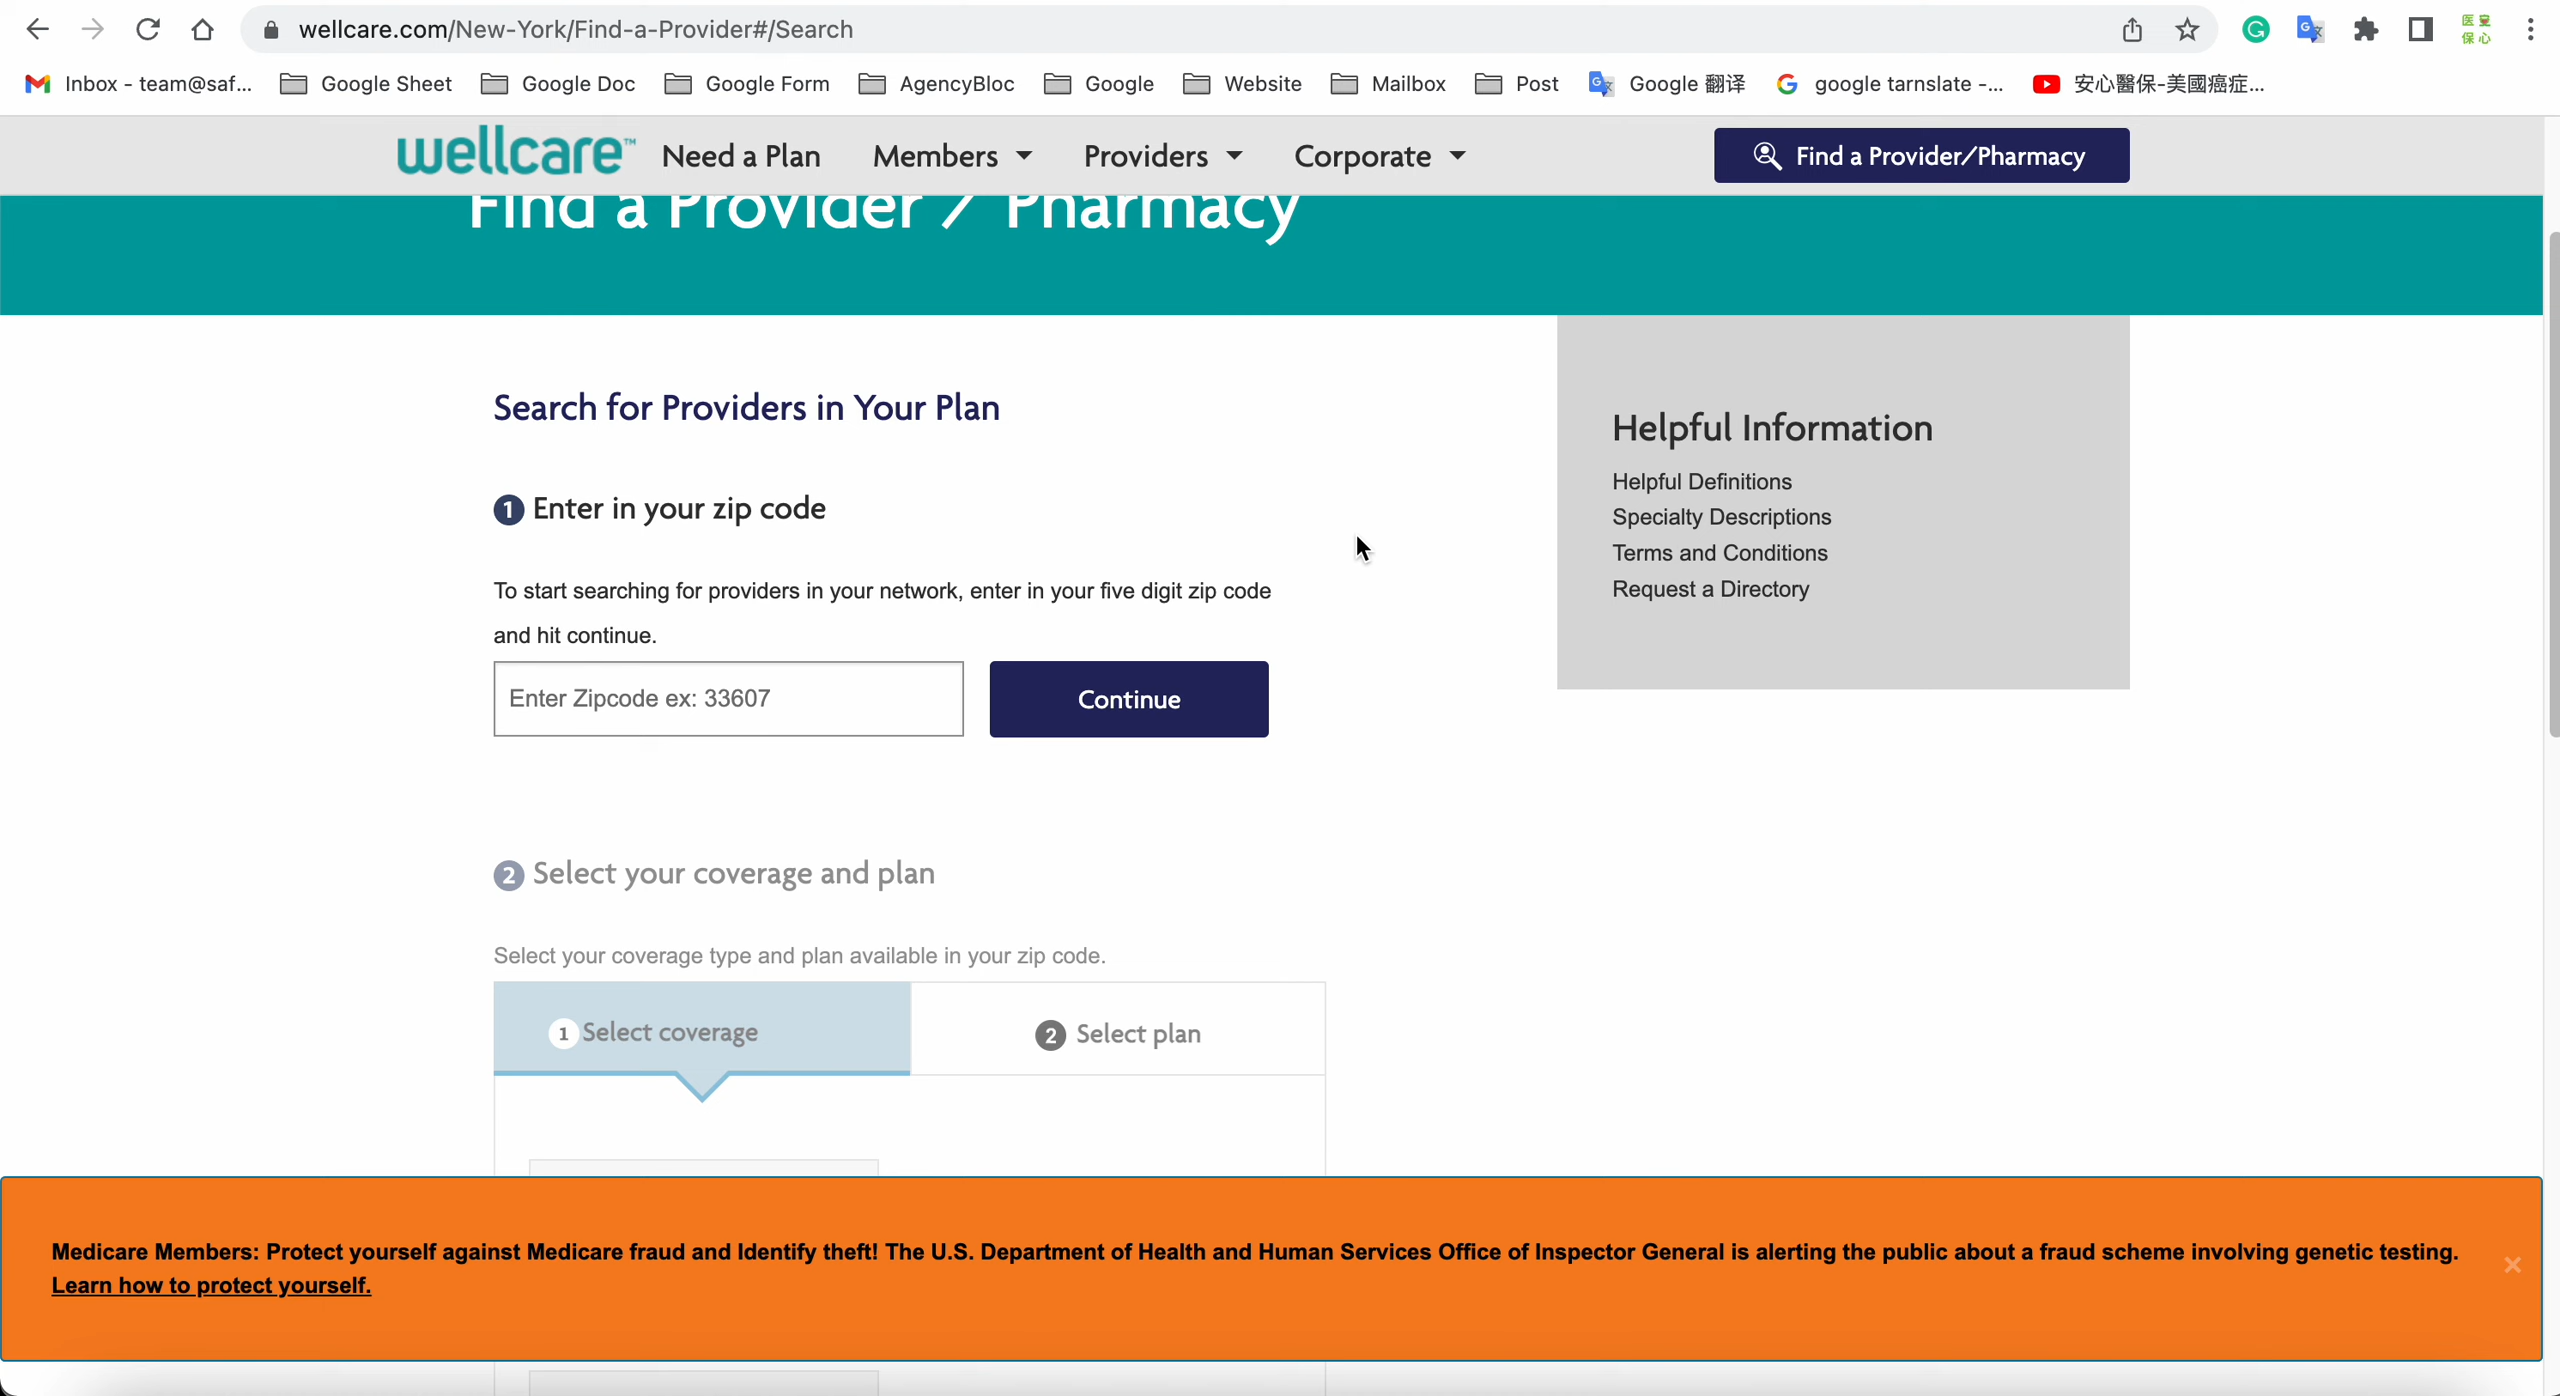 wellcare.com/New-York/Find-a-Provider#/Search
医安
保心
Inbox - team@saf... Google Sheet Google Doc Google Form AgencyBloc Google Website Mailbox Post Google 翻译 google tarnslate -... 安心醫保-美國癌症...
wellcare™ Need a Plan Members Providers Corporate Find a Provider/Pharmacy
Find a Provider / Pharmacy
Search for Providers in Your Plan
Helpful Information
Helpful Definitions
Specialty Descriptions
Terms and Conditions
Request a Directory
1 Enter in your zip code
To start searching for providers in your network, enter in your five digit zip code
and hit continue.
Enter Zipcode ex: 33607 Continue
2 Select your coverage and plan
Select your coverage type and plan available in your zip code.
1 Select coverage 2 Select plan
Medicare Members: Protect yourself against Medicare fraud and Identify theft! The U.S. Department of Health and Human Services Office of Inspector General is alerting the public about a fraud scheme involving genetic testing.
Learn how to protect yourself.